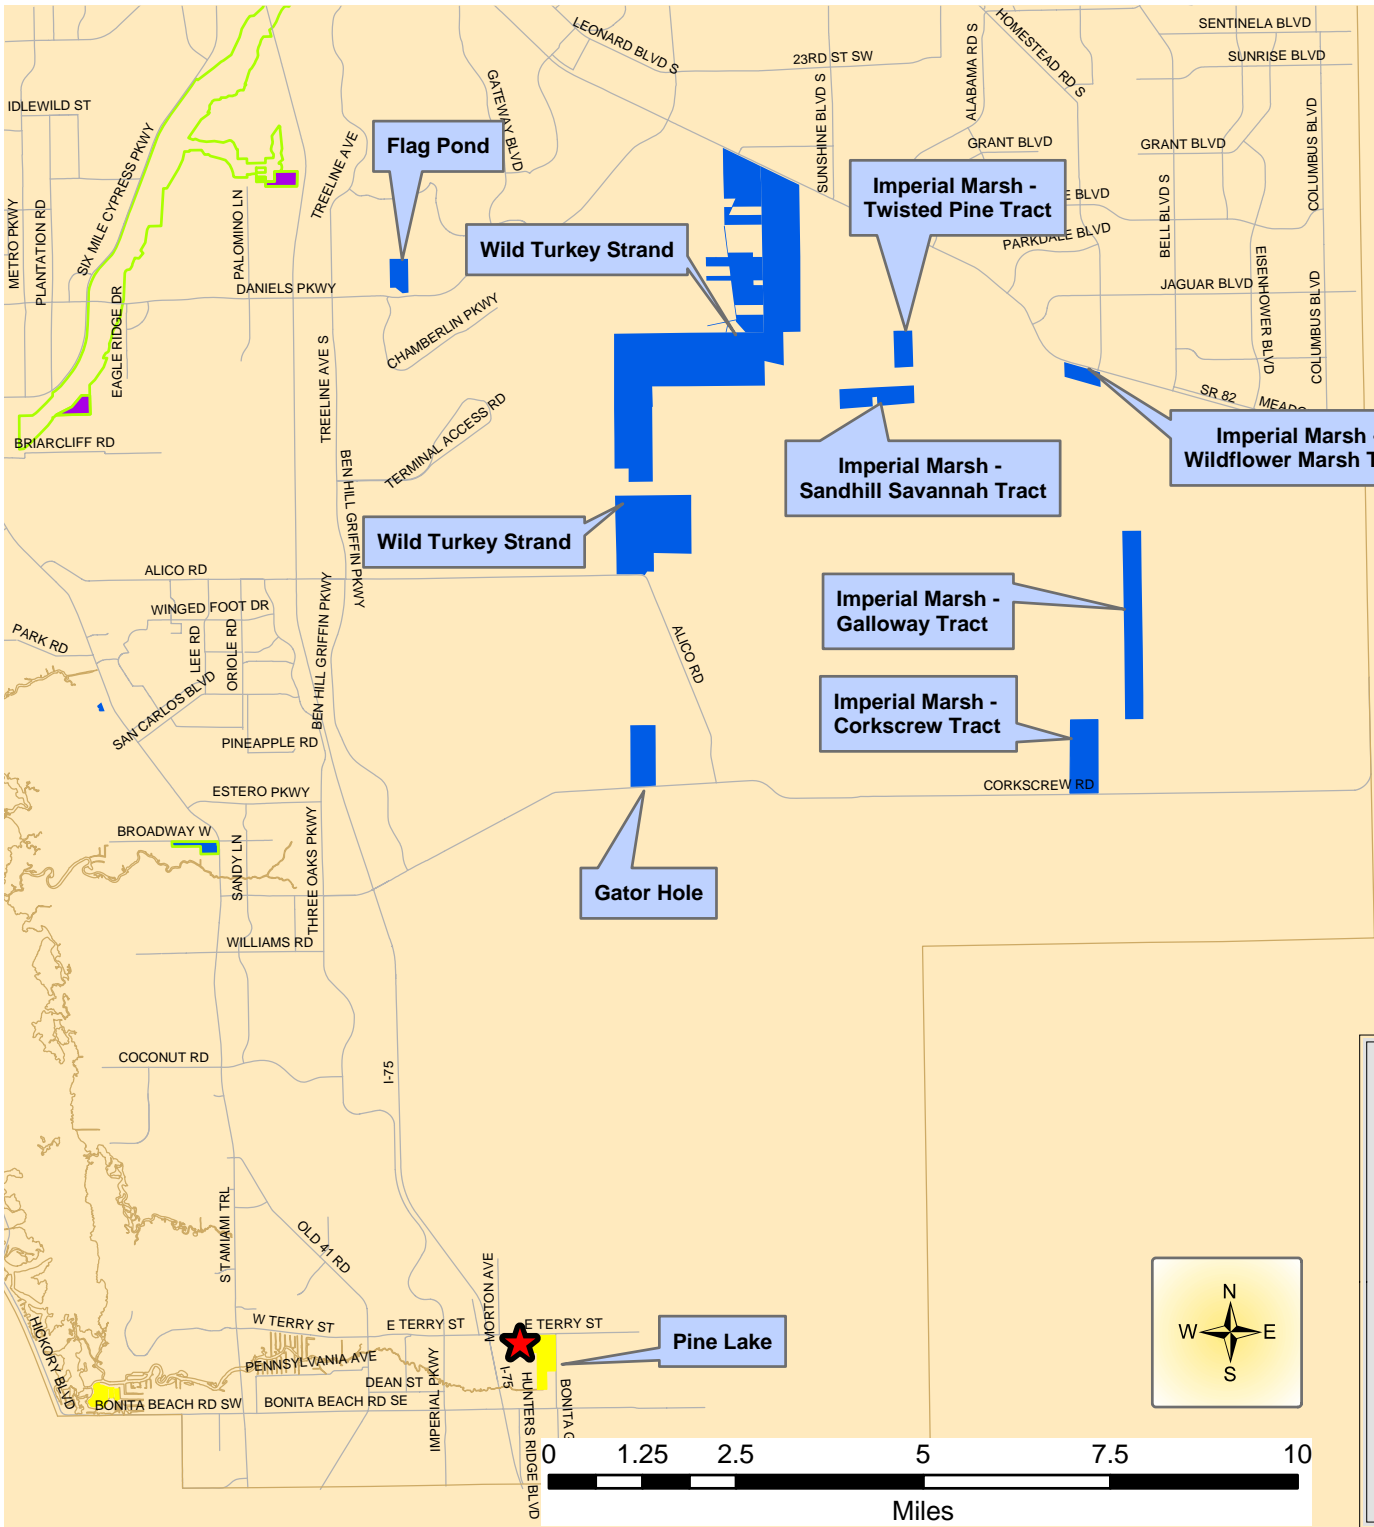 SENTINELA BLVD
LEONARD BLVD S
HOMESTEAD RD S
23RD ST SW
SUNRISE BLVD
IDLEWILD ST
GATEWAY BLVD
SUNSHINE BLVD S
ALABAMA RD S
COLUMBUS BLVD
SIX MILE CYPRESS PKWY
TREELINE AVE
Flag Pond
GRANT BLVD
GRANT BLVD
METRO PKWY
PLANTATION RD
PALOMINO LN
Imperial Marsh -
Twisted Pine Tract
E BLVD
BELL BLVD S
PARKDALE BLVD
Wild Turkey Strand
EISENHOWER BLVD
EAGLE RIDGE DR
DANIELS PKWY
JAGUAR BLVD
COLUMBUS BLVD
CHAMBERLIN PKWY
TREELINE AVE S
SR 82
BRIARCLIFF RD
TERMINAL ACCESS RD
Imperial Marsh -
Wildflower Marsh T
Imperial Marsh -
Sandhill Savannah Tract
BEN HILL GRIFFIN PKWY
Wild Turkey Strand
ALICO RD
WINGED FOOT DR
Imperial Marsh -
Galloway Tract
PARK RD
LEE RD
ORIOLE RD
BEN HILL GRIFFIN PKWY
ALICO RD
SAN CARLOS BLVD
Imperial Marsh -
Corkscrew Tract
PINEAPPLE RD
ESTERO PKWY
CORKSCREW RD
BROADWAY W
SANDY LN
THREE OAKS PKWY
Gator Hole
WILLIAMS RD
COCONUT RD
I-75
S TAMIAMI TRL
OLD 41 RD
MORTON AVE
N
W E
S
HICKORY BLVD
W TERRY ST
E TERRY ST
E TERRY ST
Pine Lake
PENNSYLVANIA AVE
DEAN ST
I-75
IMPERIAL PKWY
HUNTERS RIDGE BLVD
BONITA G
BONITA BEACH RD SW
BONITA BEACH RD SE
0 1.25 2.5 5 7.5 10
Miles